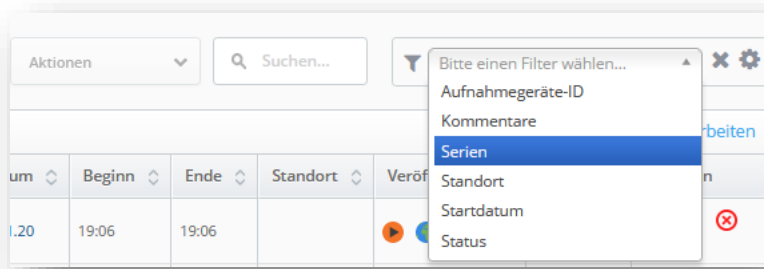 Aktionen
Suchen...
Bitte einen Filter wählen...
Aufnahmegeräte-ID
Kommentare
Serien
Standort
Startdatum
Status
rbeiten
um
Beginn
Ende
Standort
Veröf
n
.20
19:06
19:06